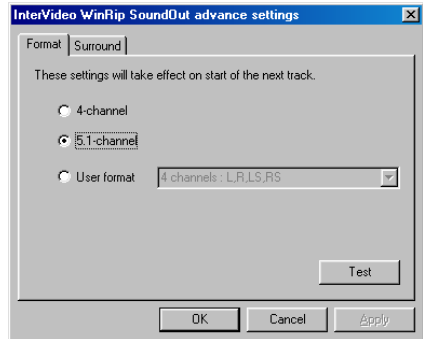 InterVideo WinRip SoundOut advance settings
Format Surround
These settings will take effect on start of the next track.
4-channel
5.1-channel
User format 4 channels : L,R,LS,RS
Test
OK Cancel Apply